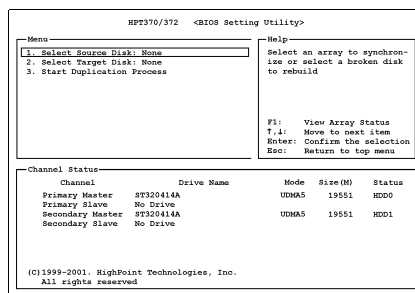 HPT370/372 <BIOS Setting Utility>
Menu
1. Select Source Disk: None
2. Select Target Disk: None
3. Start Duplication Process
Help
Select an array to synchron-
ize or select a broken disk
to rebuild
F1: View Array Status
↑,↓: Move to next item
Enter: Confirm the selection
Esc: Return to top menu
Channel Status
Channel Drive Name Mode Size(M) Status
Primary Master ST320414A UDMA5 19551 HDD0
Primary Slave No Drive
Secondary Master ST320414A UDMA5 19551 HDD1
Secondary Slave No Drive
(C)1999-2001. HighPoint Technologies, Inc.
All rights reserved